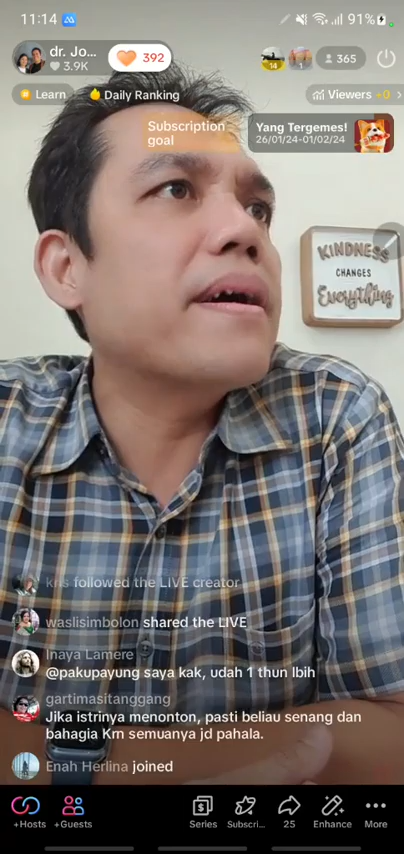 11:14
91%
dr. Jo...
3.9K
392
14
1
365
Learn
Daily Ranking
Viewers +0
Subscription
goal
Yang Tergemes!
26/01/24-01/02/24
KINDNESS
CHANGES
Everything
kris followed the LIVE creator
waslisimbolon shared the LIVE
Inaya Lamere
@pakupayung saya kak, udah 1 thun lbih
gartimasitanggang
Jika istrinya menonton, pasti beliau senang dan
bahagia Krn semuanya jd pahala.
Enah Herlina joined
+Hosts
+Guests
Series
Subscri...
25
Enhance
More